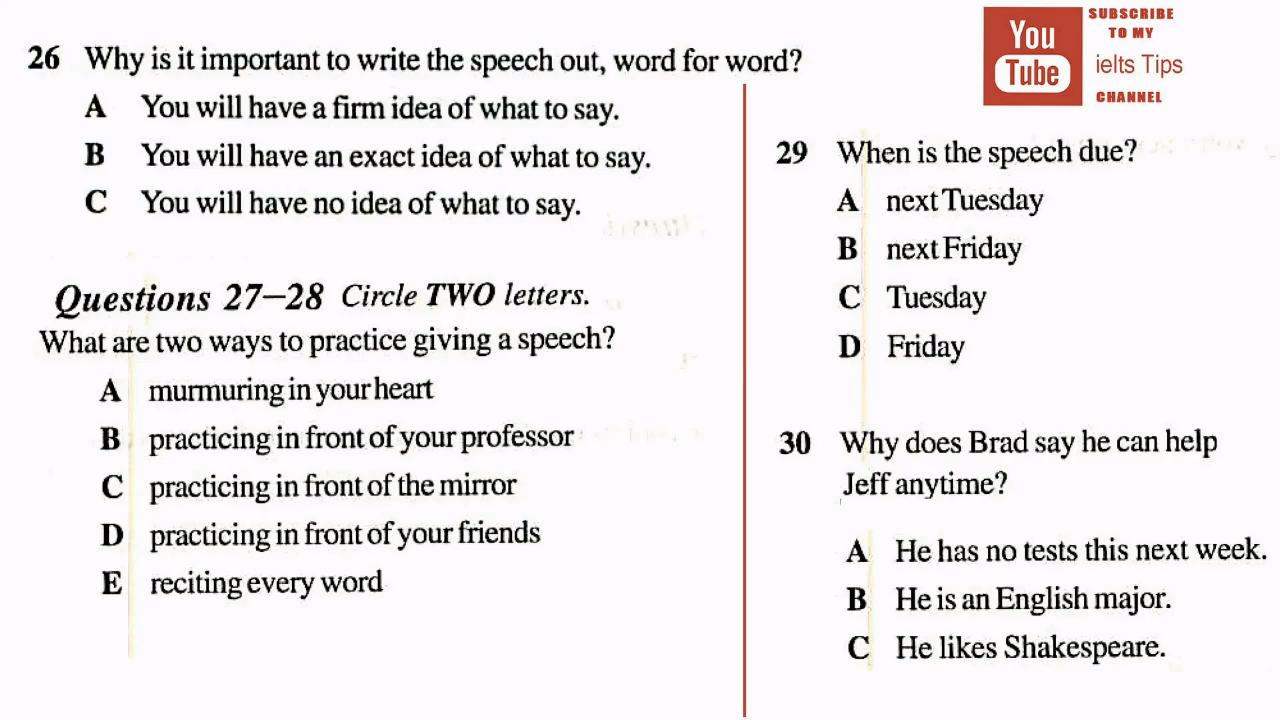 26 Why is it important to write the speech out, word for word?
A You will have a firm idea of what to say.
B You will have an exact idea of what to say.
C You will have no idea of what to say.
Questions 27–28 Circle TWO letters.
What are two ways to practice giving a speech?
A murmuring in your heart
B practicing in front of your professor
C practicing in front of the mirror
D practicing in front of your friends
E reciting every word
You
Tube
SUBSCRIBE
TO MY
ielts Tips
CHANNEL
29 When is the speech due?
A next Tuesday
B next Friday
C Tuesday
D Friday
30 Why does Brad say he can help
Jeff anytime?
A He has no tests this next week.
B He is an English major.
C He likes Shakespeare.